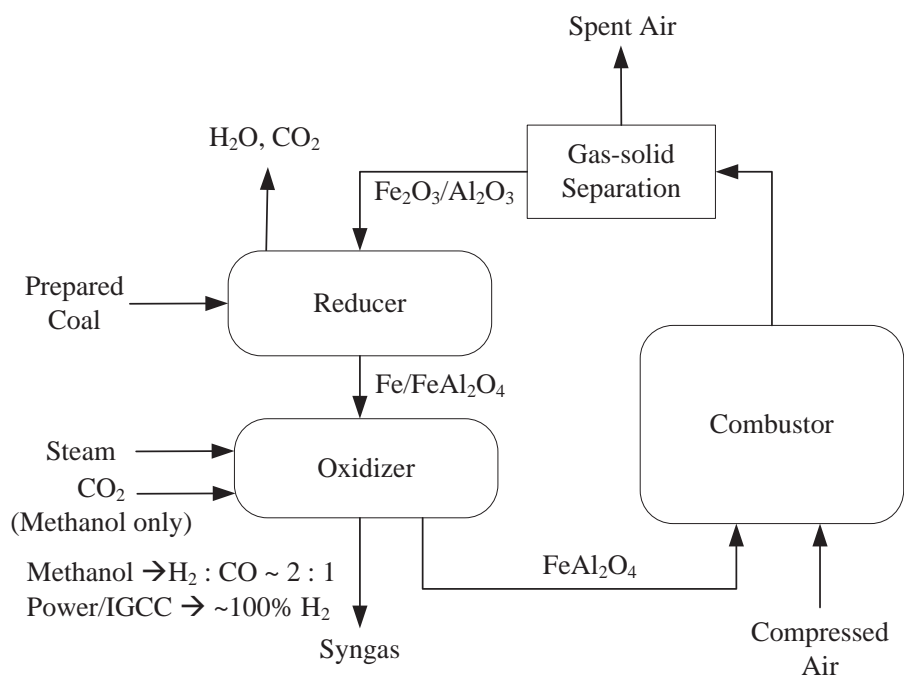 Spent Air
H₂O, CO₂
Gas-solid
Separation
Fe₂O₃/Al₂O₃
Prepared
Coal
Reducer
Fe/FeAl₂O₄
Combustor
Steam
Oxidizer
CO₂
(Methanol only)
Methanol →H₂ : CO ~ 2 : 1
FeAl₂O₄
Power/IGCC → ~100% H₂
Syngas
Compressed
Air